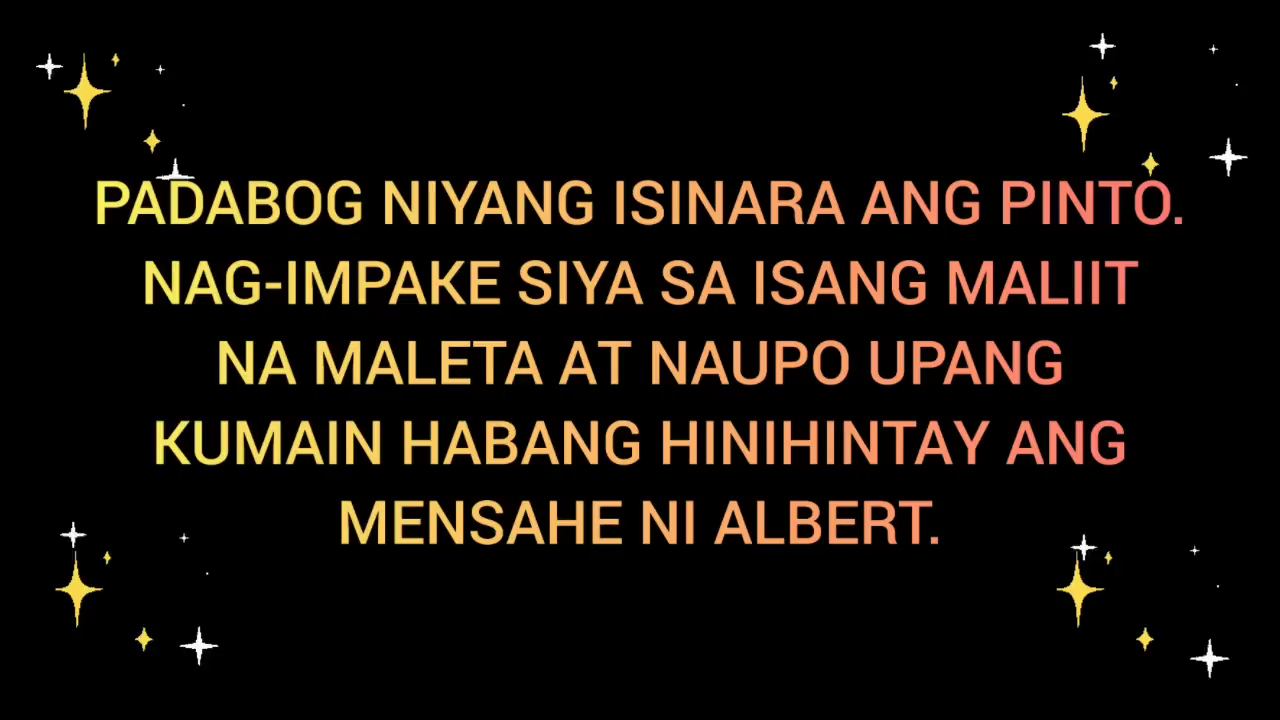 PADABOG NIYANG ISINARA ANG PINTO.
NAG-IMPAKE SIYA SA ISANG MALIIT
NA MALETA AT NAUPO UPANG
KUMAIN HABANG HINIHINTAY ANG
MENSAHE NI ALBERT.